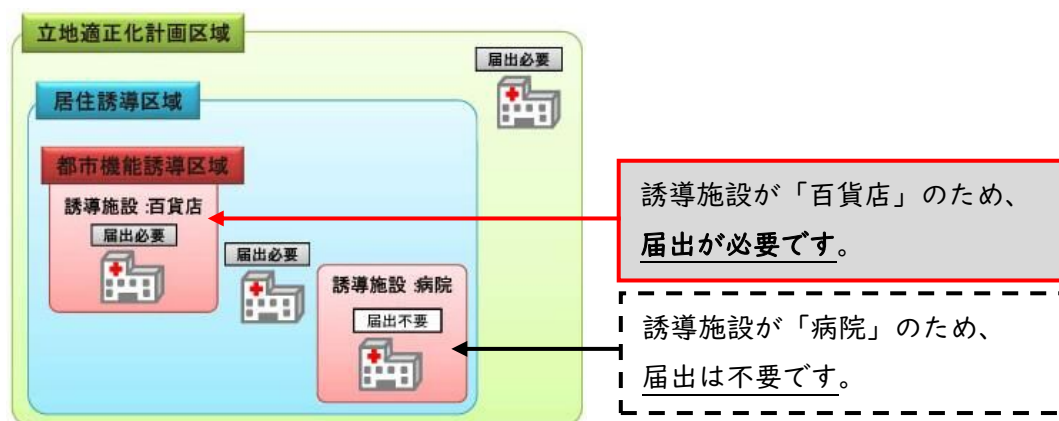 立地適正化計画区域
届出必要
居住誘導区域
都市機能誘導区域
誘導施設:百貨店
届出必要
届出必要
誘導施設:病院
届出不要
誘導施設が「百貨店」のため、
届出が必要です。
誘導施設が「病院」のため、
届出は不要です。